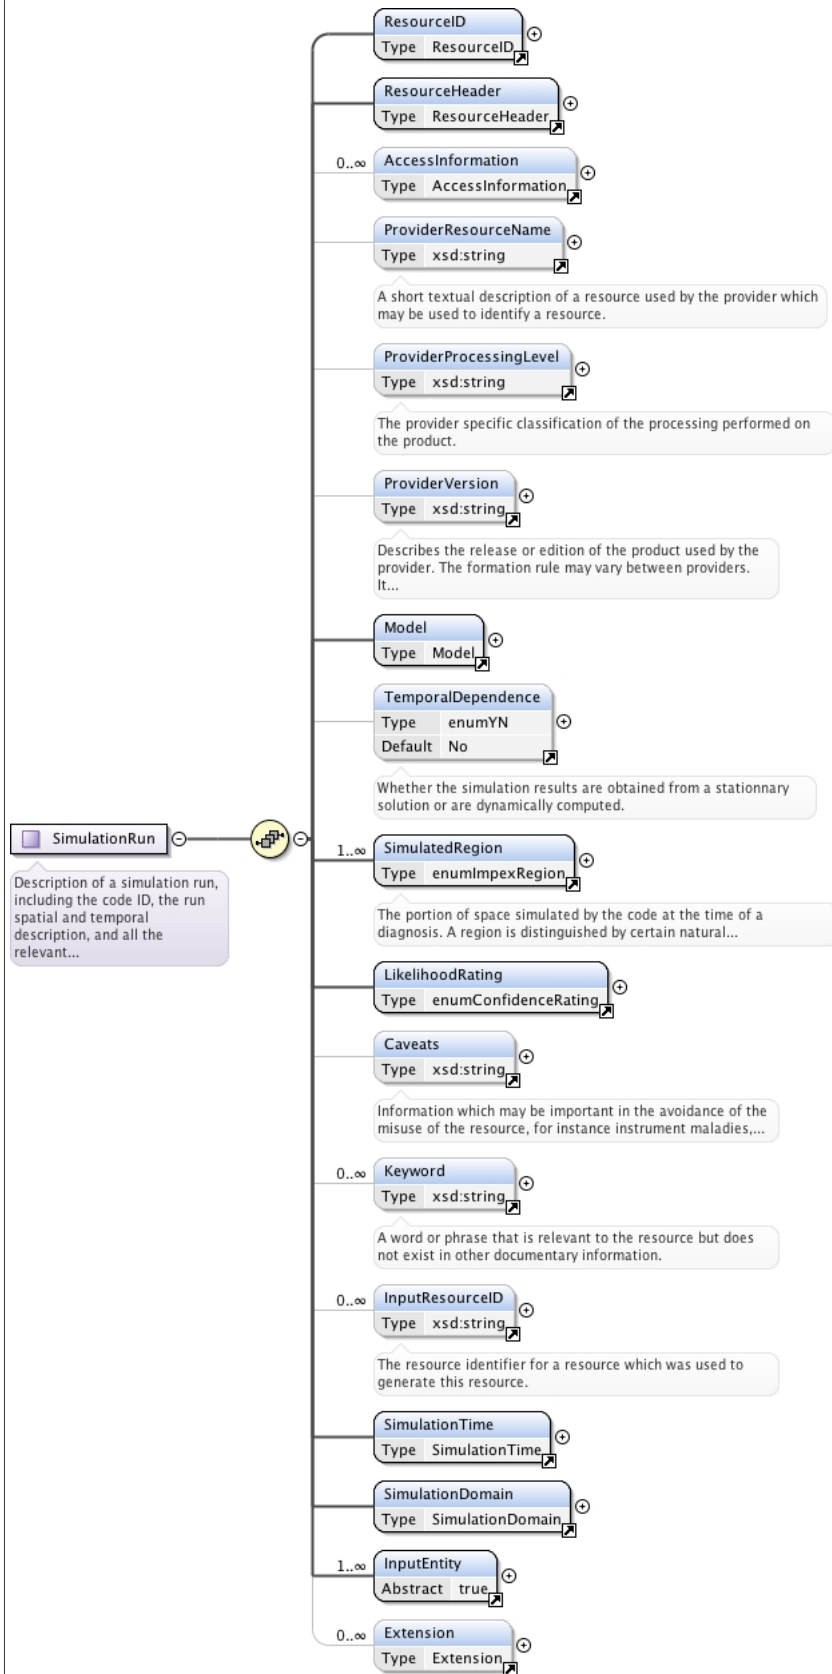 ResourceID
Type ResourceID
ResourceHeader
Type ResourceHeader
0..∞
AccessInformation
Type AccessInformation
ProviderResourceName
Type xsd:string
A short textual description of a resource used by the provider which
may be used to identify a resource.
ProviderProcessingLevel
Type xsd:string
The provider specific classification of the processing performed on
the product.
ProviderVersion
Type xsd:string
Describes the release or edition of the product used by the
provider. The formation rule may vary between providers.
It...
Model
Type Model
TemporalDependence
Type enumYN
Default No
Whether the simulation results are obtained from a stationnary
solution or are dynamically computed.
SimulationRun
Description of a simulation run,
including the code ID, the run
spatial and temporal
description, and all the
relevant...
1..∞
SimulatedRegion
Type enumImpexRegion
The portion of space simulated by the code at the time of a
diagnosis. A region is distinguished by certain natural...
LikelihoodRating
Type enumConfidenceRating
Caveats
Type xsd:string
Information which may be important in the avoidance of the
misuse of the resource, for instance instrument maladies,...
0..∞
Keyword
Type xsd:string
A word or phrase that is relevant to the resource but does
not exist in other documentary information.
0..∞
InputResourceID
Type xsd:string
The resource identifier for a resource which was used to
generate this resource.
SimulationTime
Type SimulationTime
SimulationDomain
Type SimulationDomain
1..∞
InputEntity
Abstract true
0..∞
Extension
Type Extension